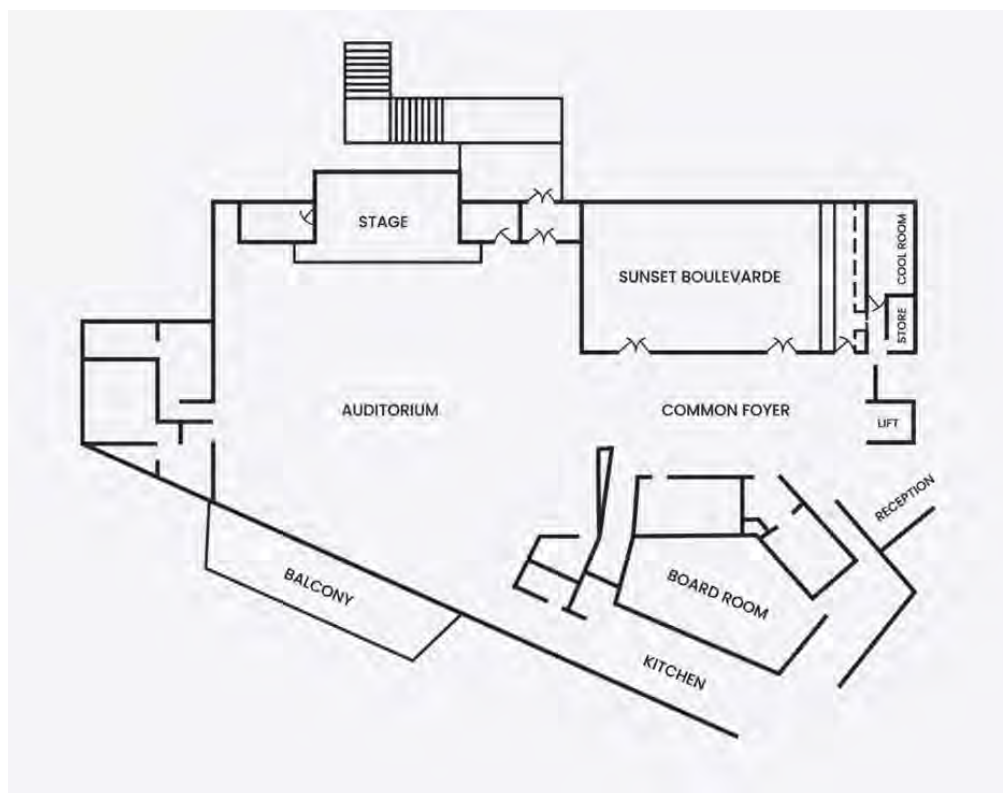 STAGE
SUNSET BOULEVARDE
COOL ROOM
STORE
AUDITORIUM
COMMON FOYER
LIFT
RECEPTION
BALCONY
BOARD ROOM
KITCHEN